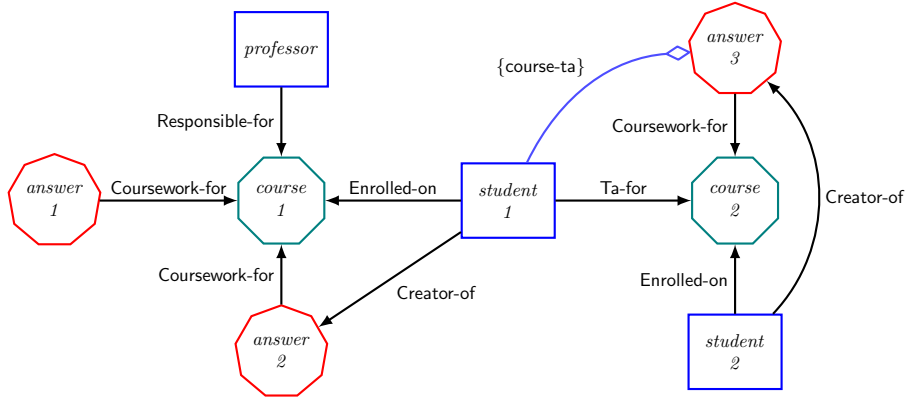 professor
answer
3
{course-ta}
Responsible-for
Coursework-for
answer
1
Coursework-for
course
1
Enrolled-on
student
1
Ta-for
course
2
Creator-of
Coursework-for
Creator-of
Enrolled-on
answer
2
student
2